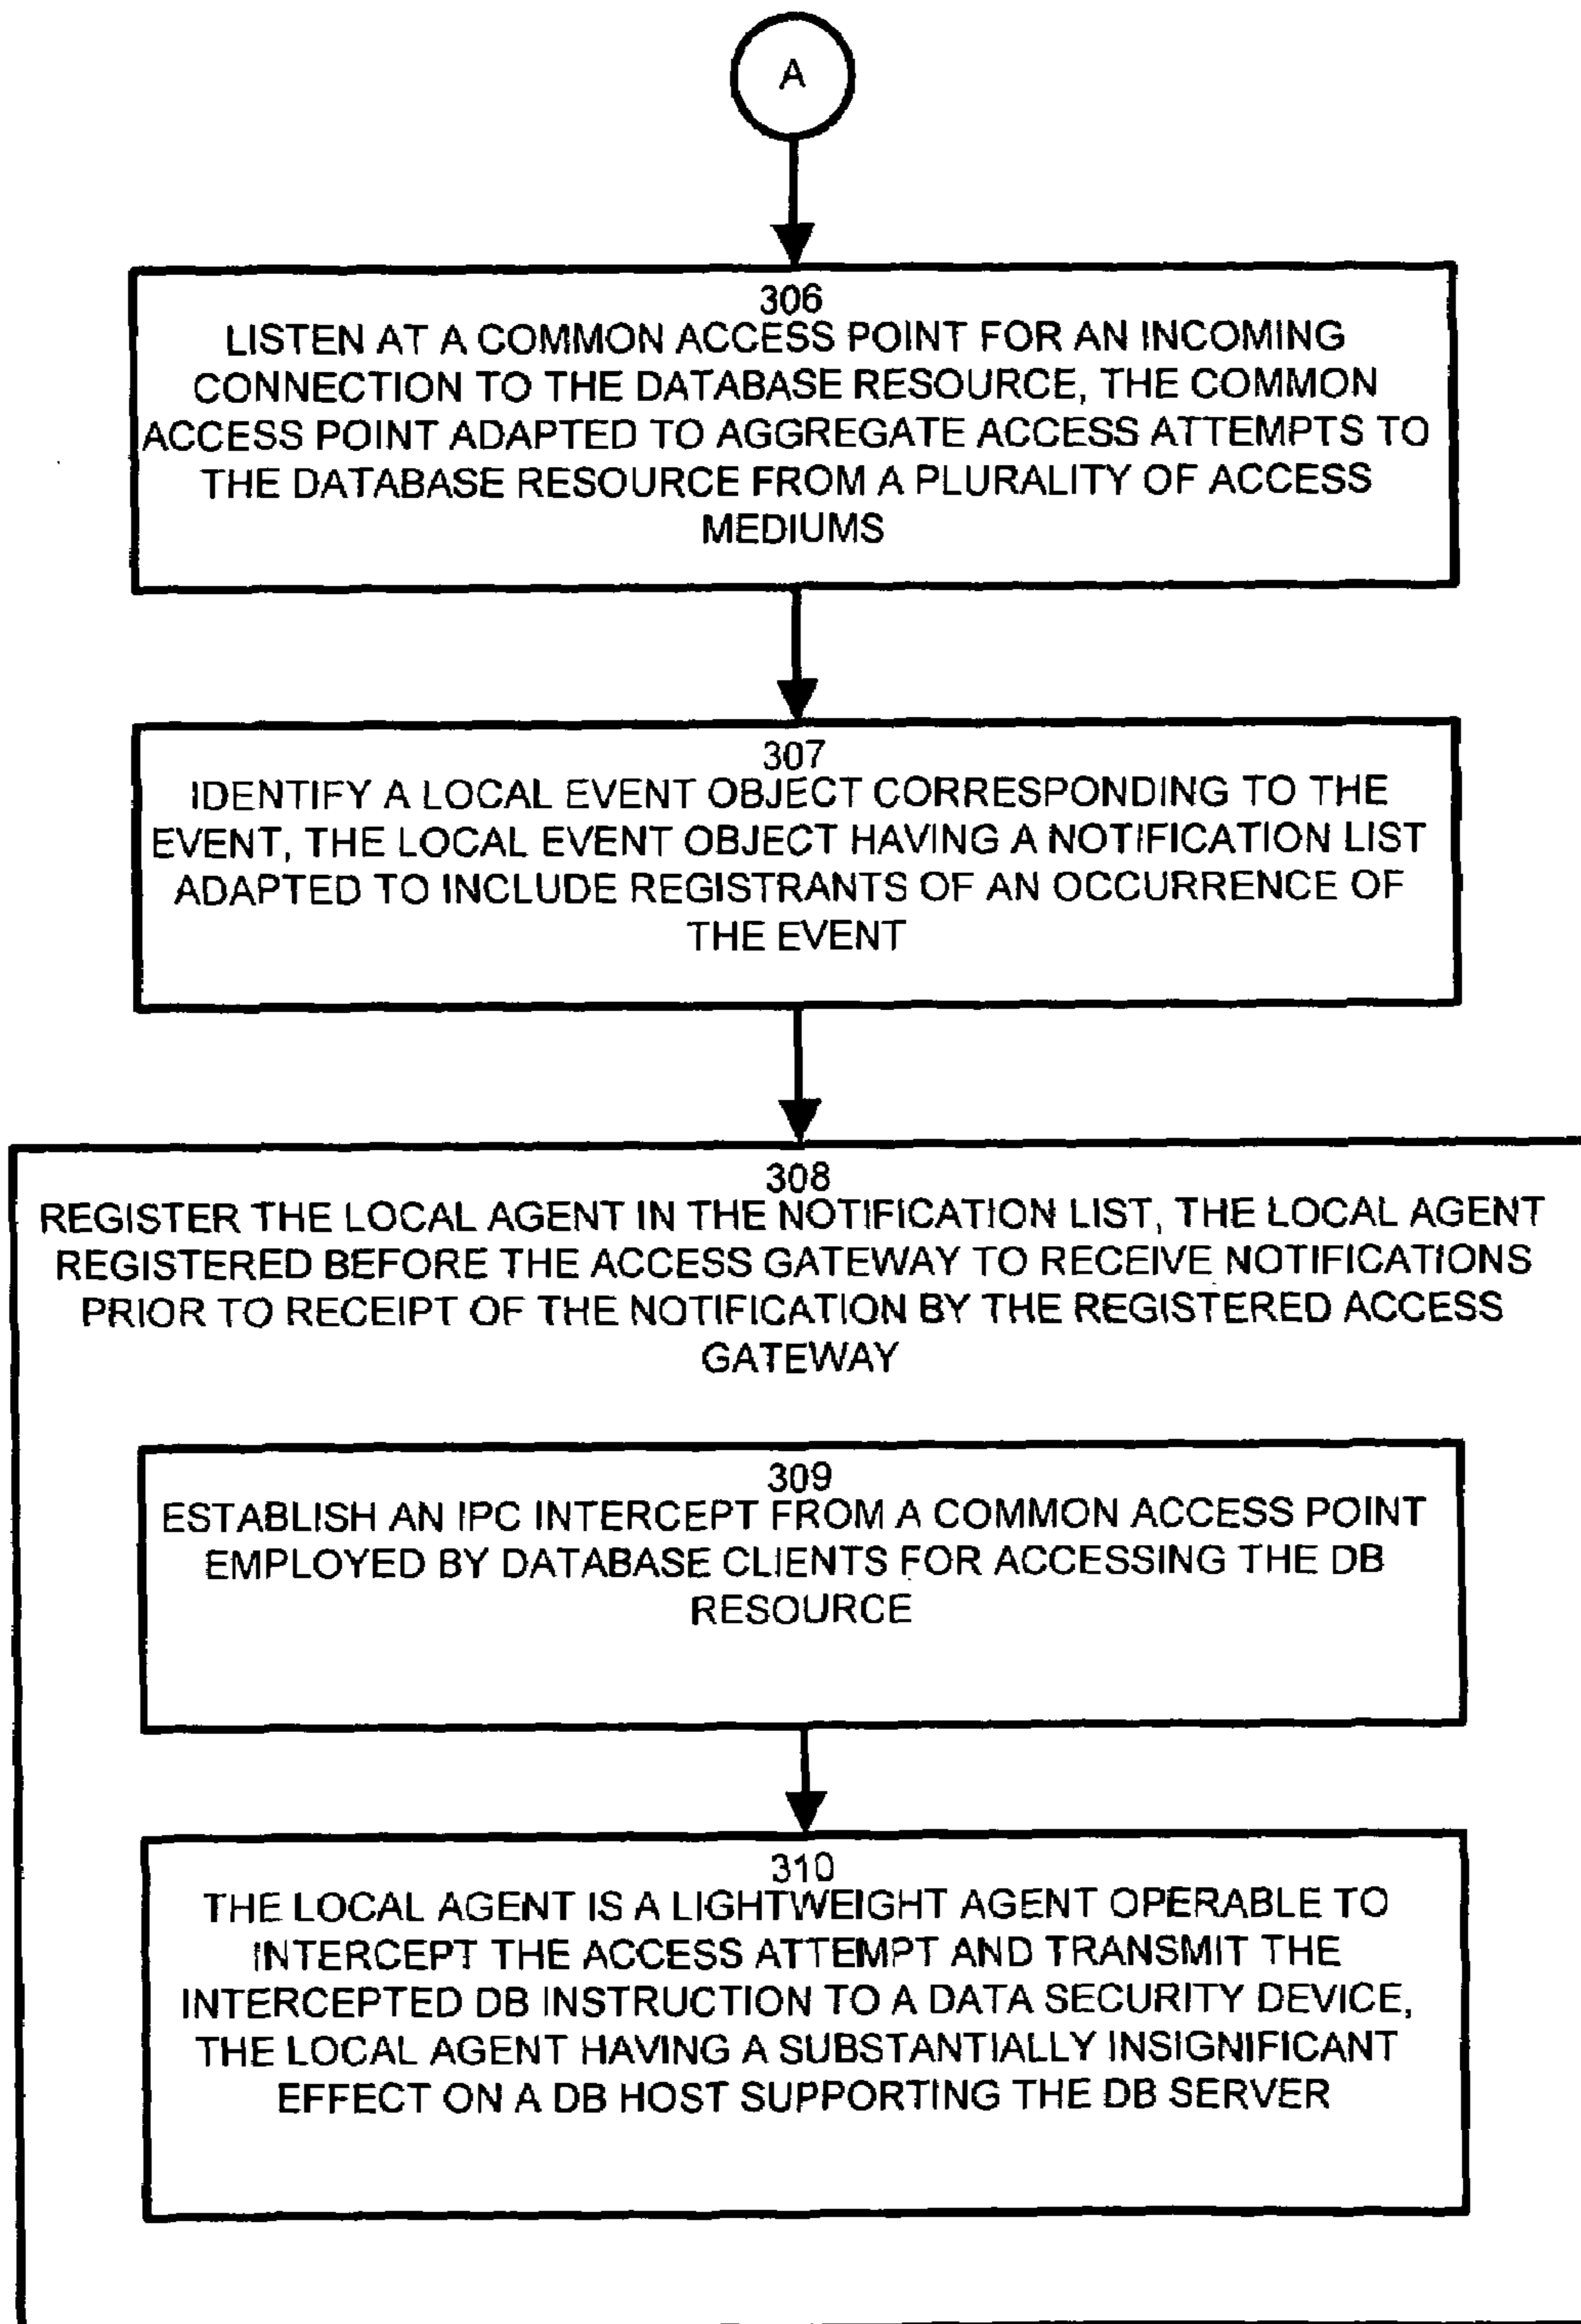 A
306
LISTEN AT A COMMON ACCESS POINT FOR AN INCOMING
CONNECTION TO THE DATABASE RESOURCE, THE COMMON
ACCESS POINT ADAPTED TO AGGREGATE ACCESS ATTEMPTS TO
THE DATABASE RESOURCE FROM A PLURALITY OF ACCESS
MEDIUMS
307
IDENTIFY A LOCAL EVENT OBJECT CORRESPONDING TO THE
EVENT, THE LOCAL EVENT OBJECT HAVING A NOTIFICATION LIST
ADAPTED TO INCLUDE REGISTRANTS OF AN OCCURRENCE OF
THE EVENT
308
REGISTER THE LOCAL AGENT IN THE NOTIFICATION LIST, THE LOCAL AGENT
REGISTERED BEFORE THE ACCESS GATEWAY TO RECEIVE NOTIFICATIONS
PRIOR TO RECEIPT OF THE NOTIFICATION BY THE REGISTERED ACCESS
GATEWAY
309
ESTABLISH AN IPC INTERCEPT FROM A COMMON ACCESS POINT
EMPLOYED BY DATABASE CLIENTS FOR ACCESSING THE DB
RESOURCE
310
THE LOCAL AGENT IS A LIGHTWEIGHT AGENT OPERABLE TO
INTERCEPT THE ACCESS ATTEMPT AND TRANSMIT THE
INTERCEPTED DB INSTRUCTION TO A DATA SECURITY DEVICE,
THE LOCAL AGENT HAVING A SUBSTANTIALLY INSIGNIFICANT
EFFECT ON A DB HOST SUPPORTING THE DB SERVER